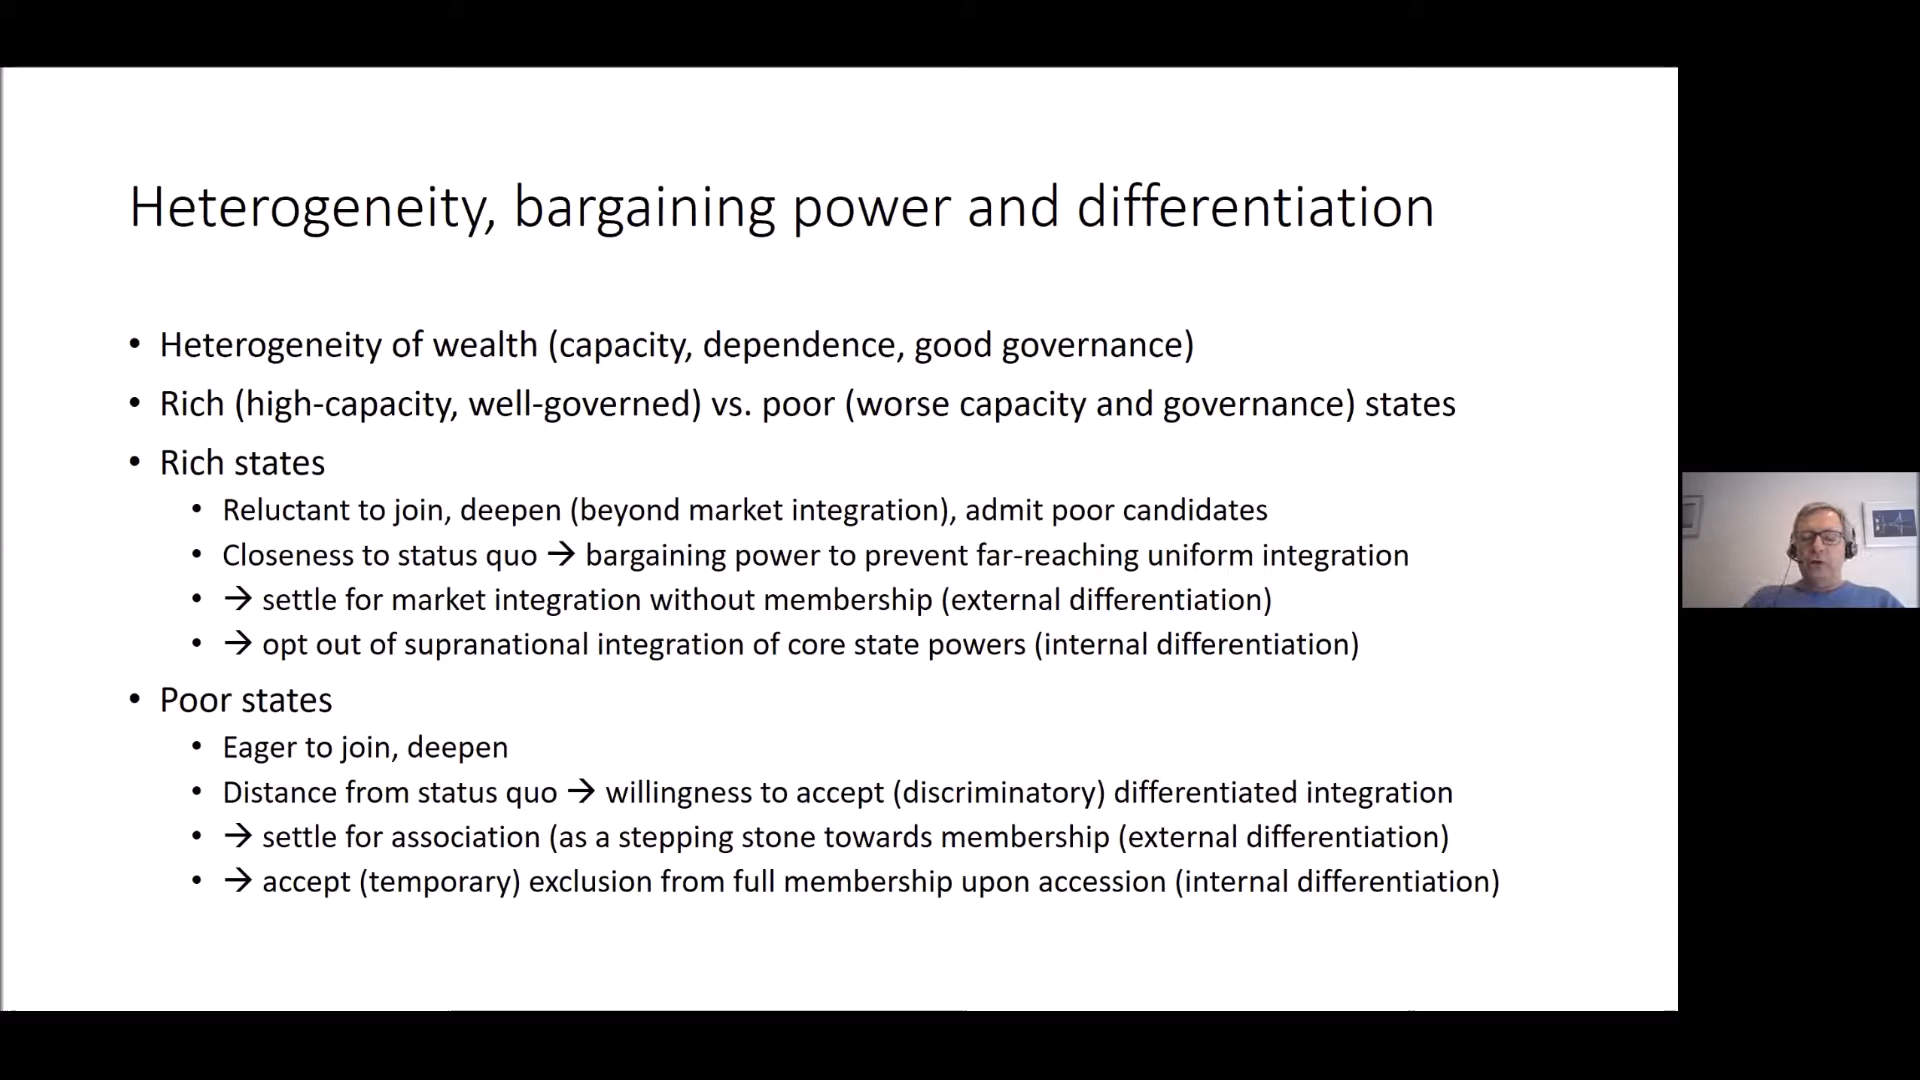 Heterogeneity, bargaining power and differentiation
• Heterogeneity of wealth (capacity, dependence, good governance)
• Rich (high-capacity, well-governed) vs. poor (worse capacity and governance) states
• Rich states
• Reluctant to join, deepen (beyond market integration), admit poor candidates
• Closeness to status quo → bargaining power to prevent far-reaching uniform integration
• → settle for market integration without membership (external differentiation)
• → opt out of supranational integration of core state powers (internal differentiation)
• Poor states
• Eager to join, deepen
• Distance from status quo → willingness to accept (discriminatory) differentiated integration
• → settle for association (as a stepping stone towards membership (external differentiation)
• → accept (temporary) exclusion from full membership upon accession (internal differentiation)